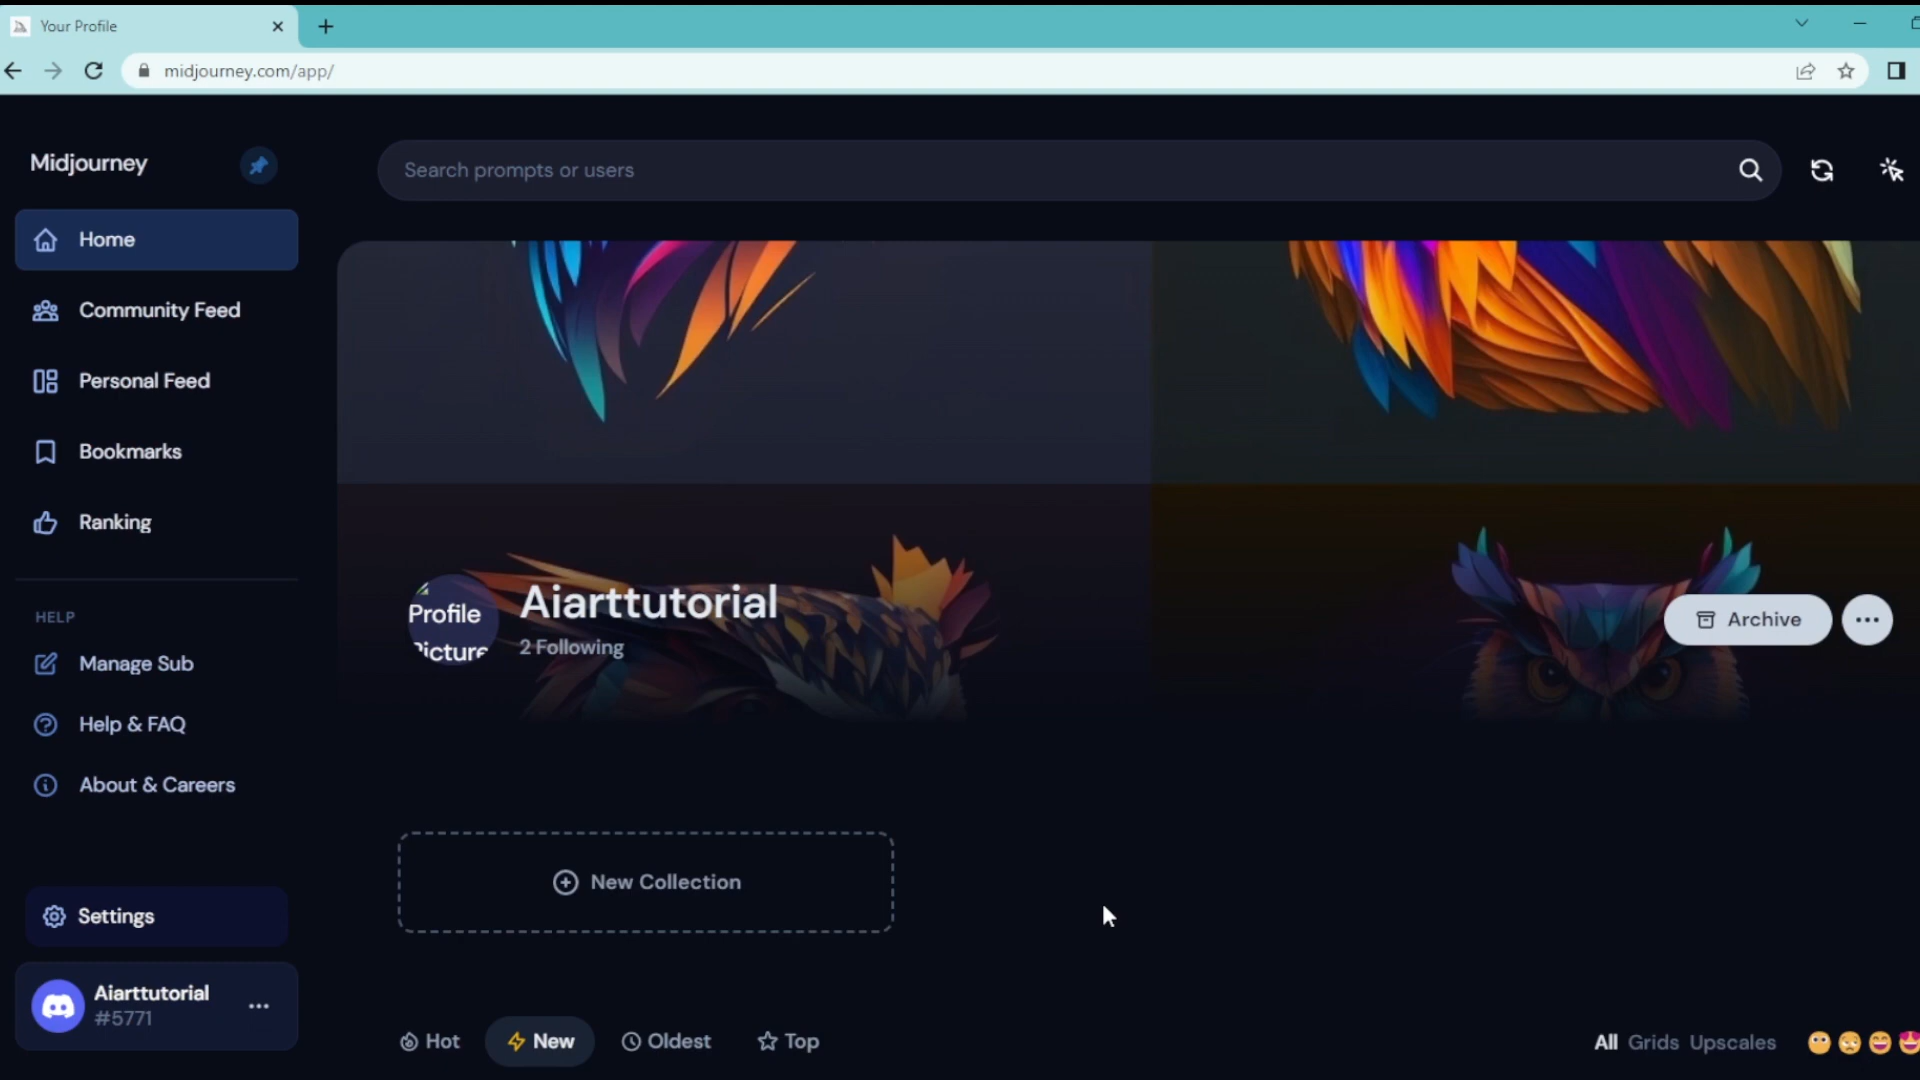 Your Profile
midjourney.com/app/
Midjourney
Search prompts or users
Home
Community Feed
Personal Feed
Bookmarks
Ranking
HELP
Manage Sub
Help & FAQ
About & Careers
Settings
Aiarttutorial
#5771
Profile
Picture
Aiarttutorial
2 Following
Archive
New Collection
Hot
New
Oldest
Top
All Grids Upscales